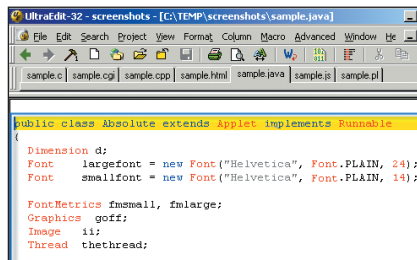 UltraEdit-32 - screenshots - [C:\TEMP\screenshots\sample.java]
File Edit Search Project View Format Column Macro Advanced Window He
sample.c sample.cgi sample.cpp sample.html sample.java sample.js sample.pl
public class Absolute extends Applet implements Runnable
{
Dimension d;
Font largefont = new Font("Helvetica", Font.PLAIN, 24);
Font smallfont = new Font("Helvetica", Font.PLAIN, 14);
FontMetrics fmsmall, fmlarge;
Graphics goff;
Image ii;
Thread thethread;